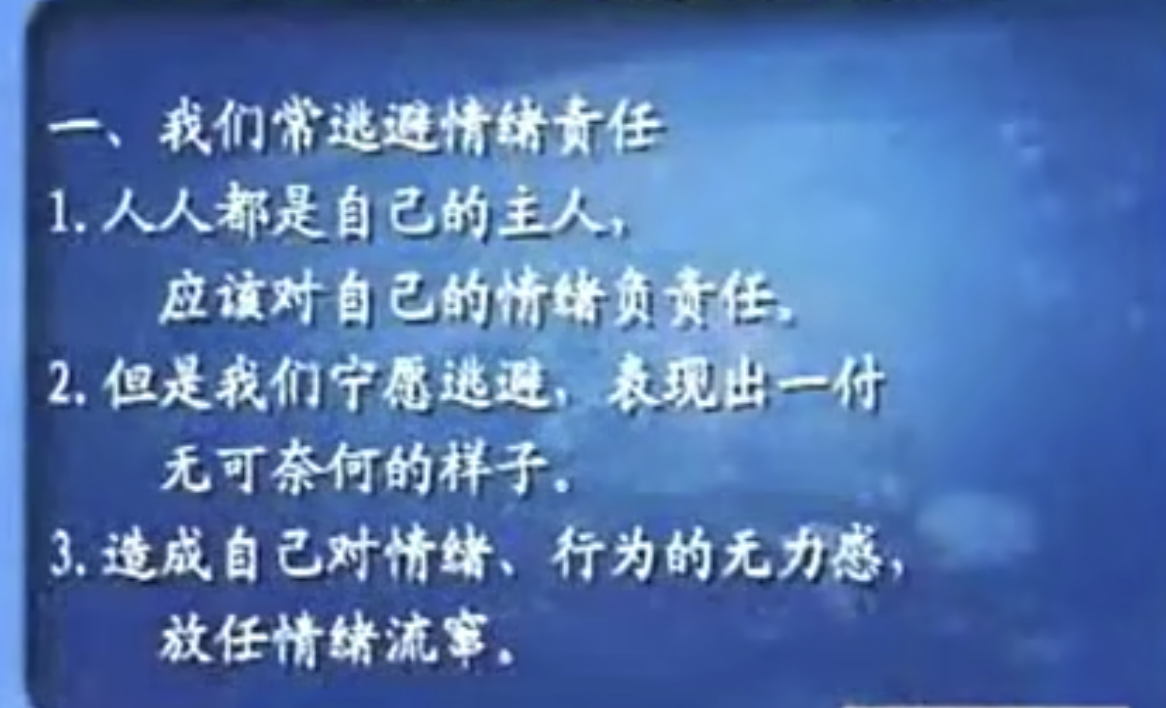 一、我们常逃避情绪责任
1.人人都是自己的主人，
应该对自己的情绪负责任。
2.但是我们宁愿逃避，表现出一付
无可奈何的样子。
3.造成自己对情绪、行为的无力感，
放任情绪流窜。